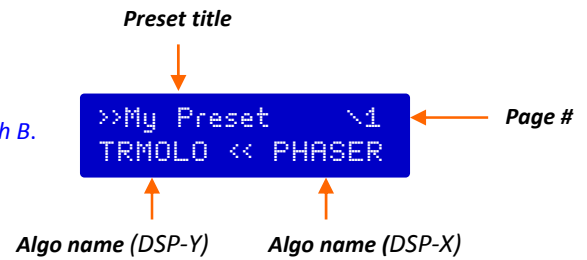 Preset title
h B.
>>My Preset \1
Page #
TRMOLO << PHASER
Algo name (DSP-Y) Algo name (DSP-X)